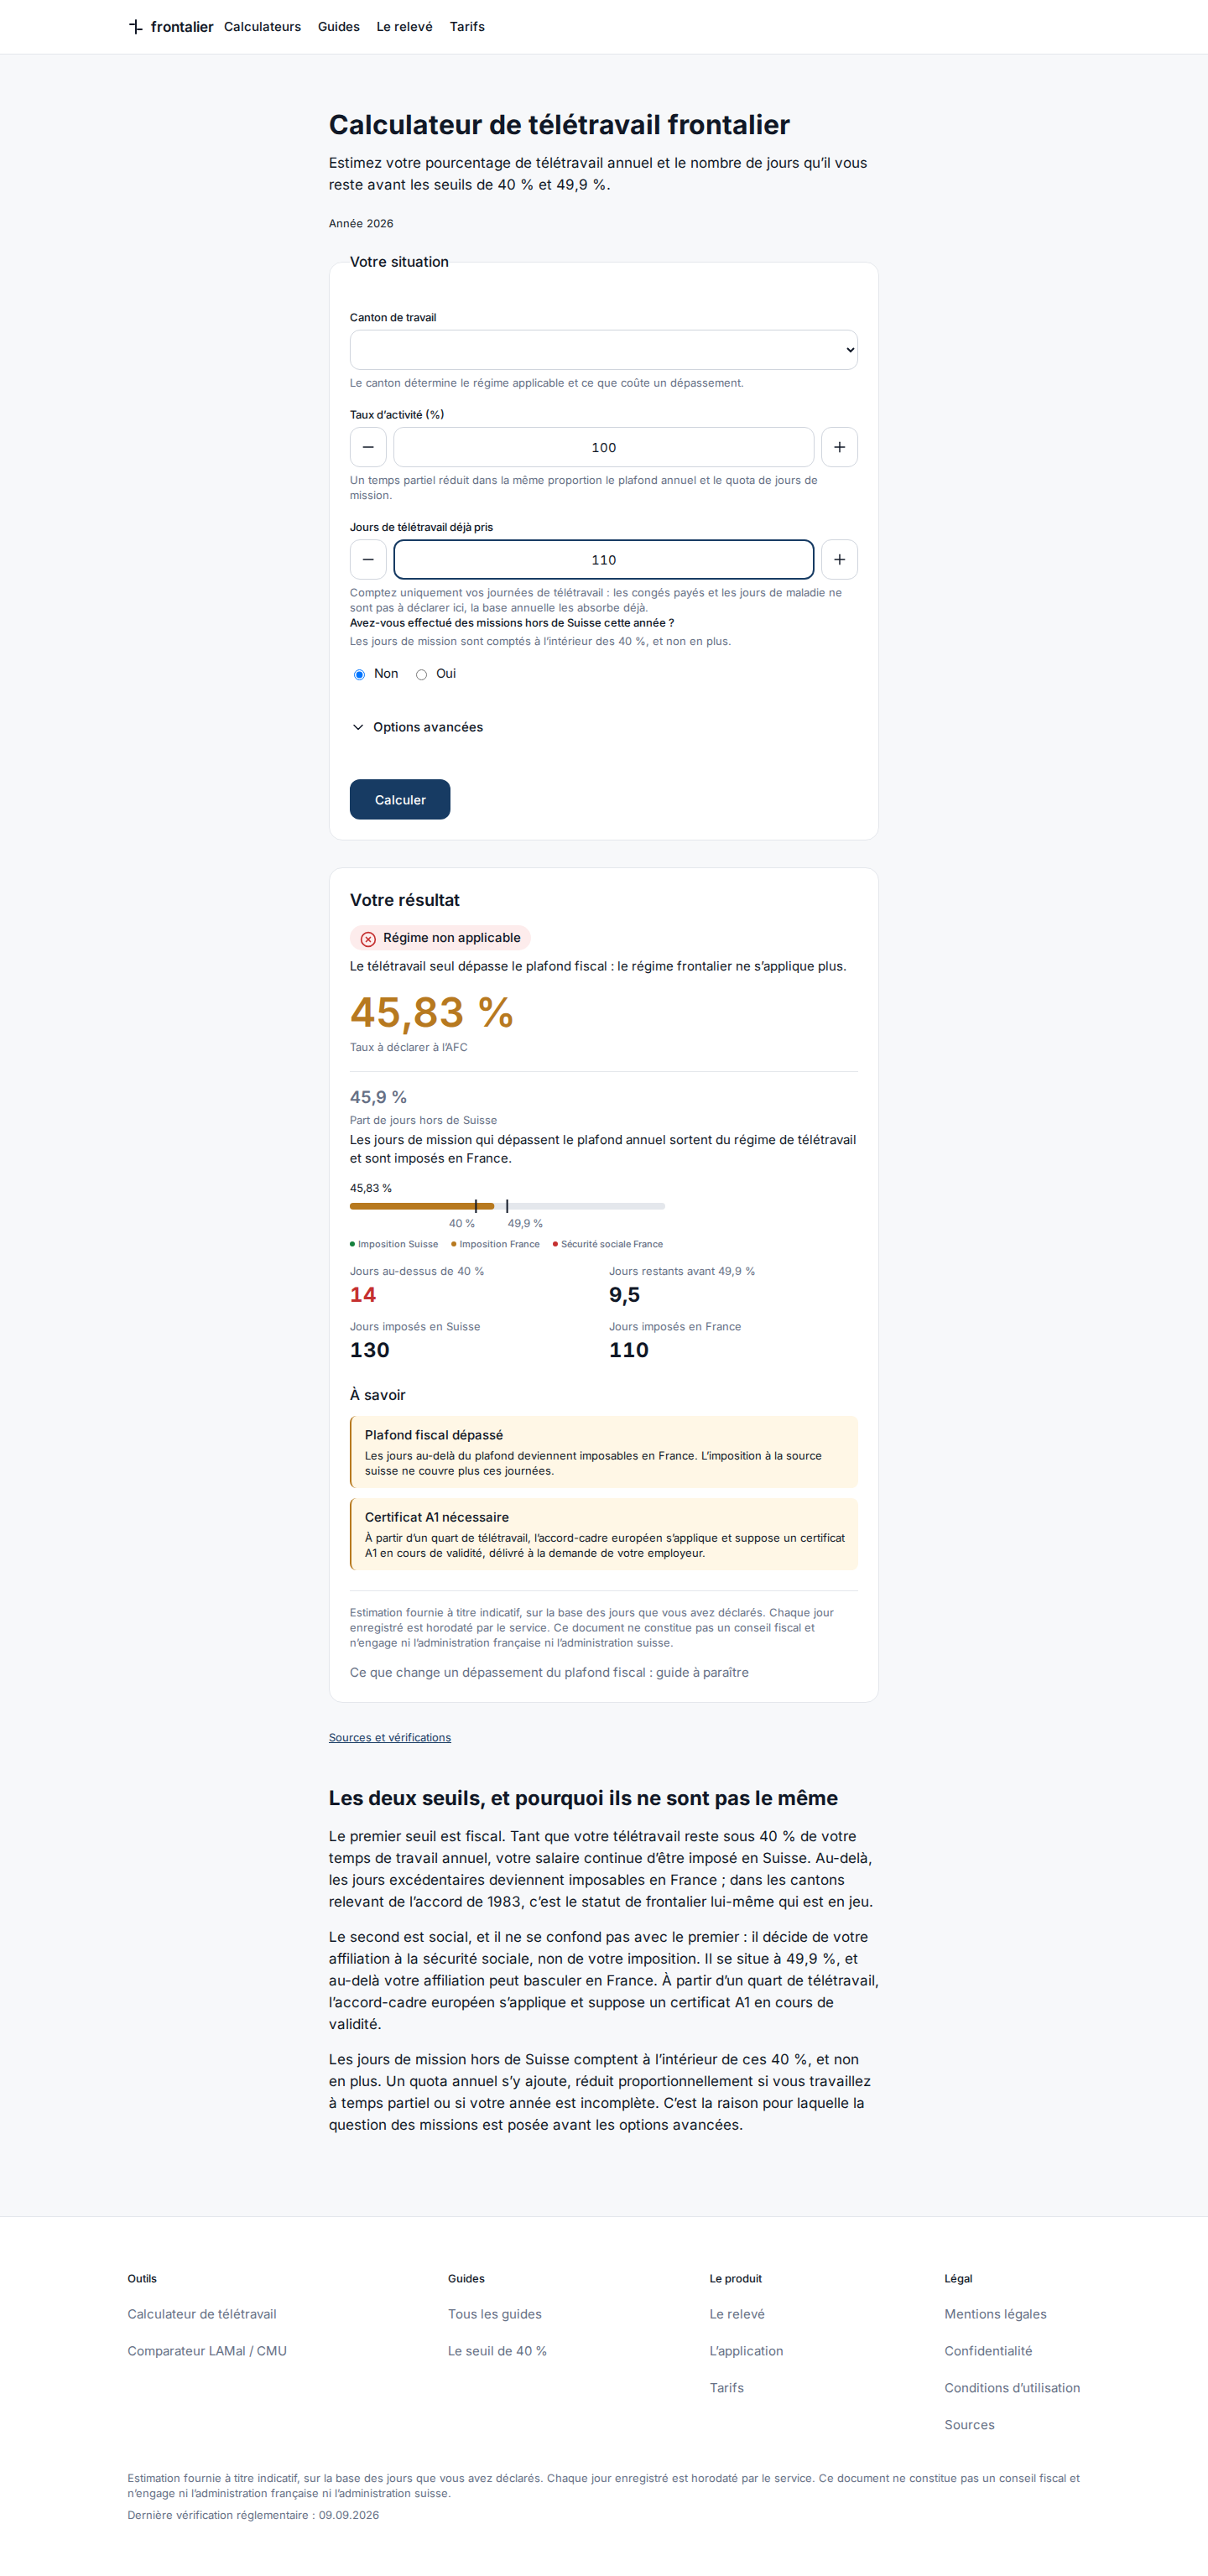 frontalier Calculateurs Guides Le relevé Tarifs
Calculateur de télétravail frontalier
Estimez votre pourcentage de télétravail annuel et le nombre de jours qu’il vous
reste avant les seuils de 40 % et 49,9 %.
Année 2026
Votre situation
Canton de travail
Le canton détermine le régime applicable et ce que coûte un dépassement.
Taux d’activité (%)
100
Un temps partiel réduit dans la même proportion le plafond annuel et le quota de jours de
mission.
Jours de télétravail déjà pris
110
Comptez uniquement vos journées de télétravail : les congés payés et les jours de maladie ne
sont pas à déclarer ici, la base annuelle les absorbe déjà.
Avez-vous effectué des missions hors de Suisse cette année ?
Les jours de mission sont comptés à l’intérieur des 40 %, et non en plus.
Non Oui
Options avancées
Calculer
Votre résultat
Régime non applicable
Le télétravail seul dépasse le plafond fiscal : le régime frontalier ne s’applique plus.
45,83 %
Taux à déclarer à l’AFC
45,9 %
Part de jours hors de Suisse
Les jours de mission qui dépassent le plafond annuel sortent du régime de télétravail
et sont imposés en France.
45,83 %
40 % 49,9 %
Imposition Suisse Imposition France Sécurité sociale France
Jours au-dessus de 40 % Jours restants avant 49,9 %
14 9,5
Jours imposés en Suisse Jours imposés en France
130 110
À savoir
Plafond fiscal dépassé
Les jours au-delà du plafond deviennent imposables en France. L’imposition à la source
suisse ne couvre plus ces journées.
Certificat A1 nécessaire
À partir d’un quart de télétravail, l’accord-cadre européen s’applique et suppose un certificat
A1 en cours de validité, délivré à la demande de votre employeur.
Estimation fournie à titre indicatif, sur la base des jours que vous avez déclarés. Chaque jour
enregistré est horodaté par le service. Ce document ne constitue pas un conseil fiscal et
n’engage ni l’administration française ni l’administration suisse.
Ce que change un dépassement du plafond fiscal : guide à paraître
Sources et vérifications
Les deux seuils, et pourquoi ils ne sont pas le même
Le premier seuil est fiscal. Tant que votre télétravail reste sous 40 % de votre
temps de travail annuel, votre salaire continue d’être imposé en Suisse. Au-delà,
les jours excédentaires deviennent imposables en France ; dans les cantons
relevant de l’accord de 1983, c’est le statut de frontalier lui-même qui est en jeu.
Le second est social, et il ne se confond pas avec le premier : il décide de votre
affiliation à la sécurité sociale, non de votre imposition. Il se situe à 49,9 %, et
au-delà votre affiliation peut basculer en France. À partir d’un quart de télétravail,
l’accord-cadre européen s’applique et suppose un certificat A1 en cours de
validité.
Les jours de mission hors de Suisse comptent à l’intérieur de ces 40 %, et non
en plus. Un quota annuel s’y ajoute, réduit proportionnellement si vous travaillez
à temps partiel ou si votre année est incomplète. C’est la raison pour laquelle la
question des missions est posée avant les options avancées.
Outils Guides Le produit Légal
Calculateur de télétravail Tous les guides Le relevé Mentions légales
Comparateur LAMal / CMU Le seuil de 40 % L’application Confidentialité
Tarifs Conditions d’utilisation
Sources
Estimation fournie à titre indicatif, sur la base des jours que vous avez déclarés. Chaque jour enregistré est horodaté par le service. Ce document ne constitue pas un conseil fiscal et
n’engage ni l’administration française ni l’administration suisse.
Dernière vérification réglementaire : 09.09.2026